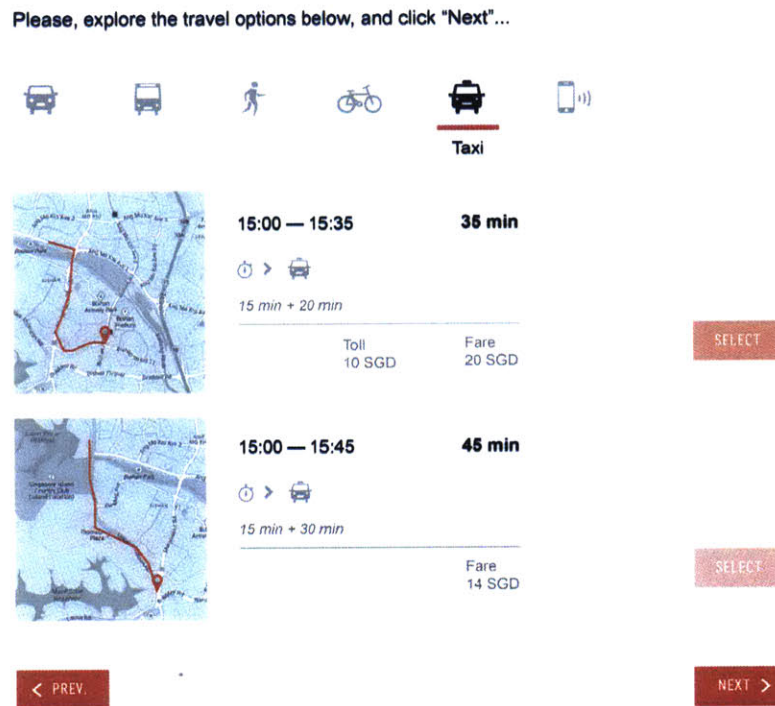 Please, explore the travel options below, and click "Next"...
Taxi
15:00 — 15:35 35 min
15 min + 20 min
Toll Fare
10 SGD 20 SGD
SELECT
15:00 — 15:45 45 min
15 min + 30 min
Fare
14 SGD
SELECT
< PREV.
NEXT >